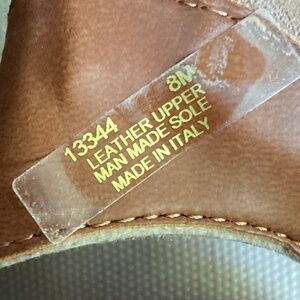 13344 8M
LEATHER UPPER
MAN MADE SOLE
MADE IN ITALY